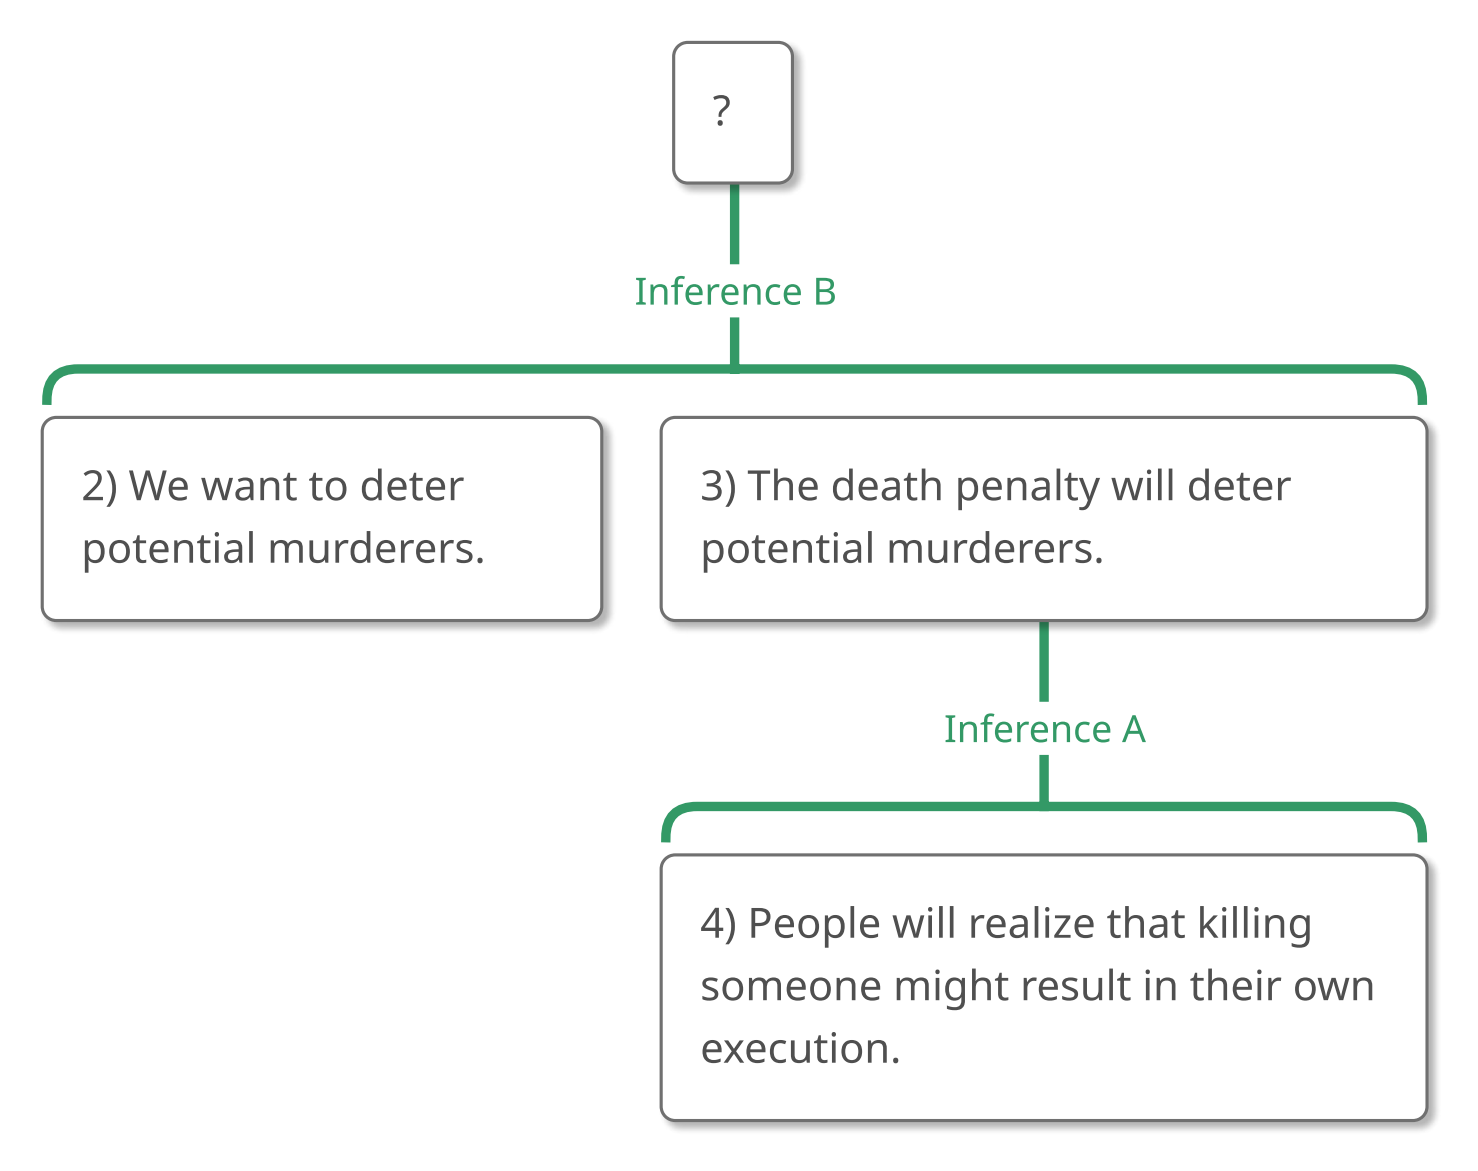 ?
Inference B
2) We want to deter
potential murderers.
3) The death penalty will deter
potential murderers.
Inference A
4) People will realize that killing
someone might result in their own
execution.